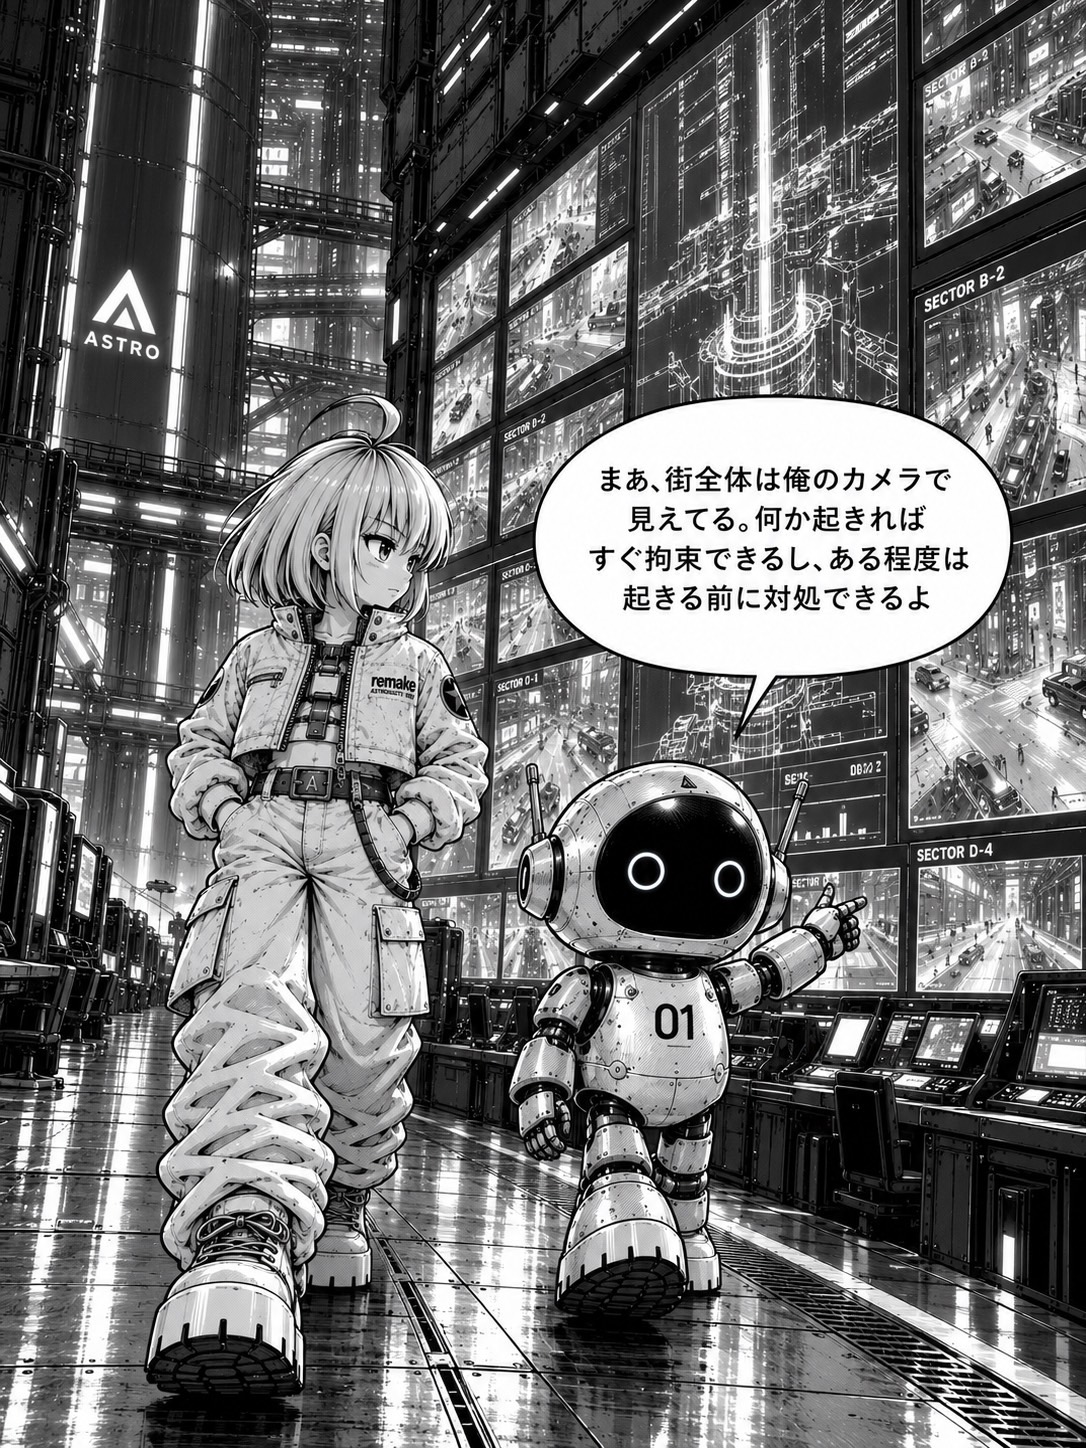 SECTOR B-2
SECTOR B-2
ASTRO
SECTOR B-2
まあ、街全体は俺のカメラで
見えてる。何か起きれば
すぐ拘束できるし、ある程度は
起きる前に対処できるよ
remake
SECTOR D-4
A
01